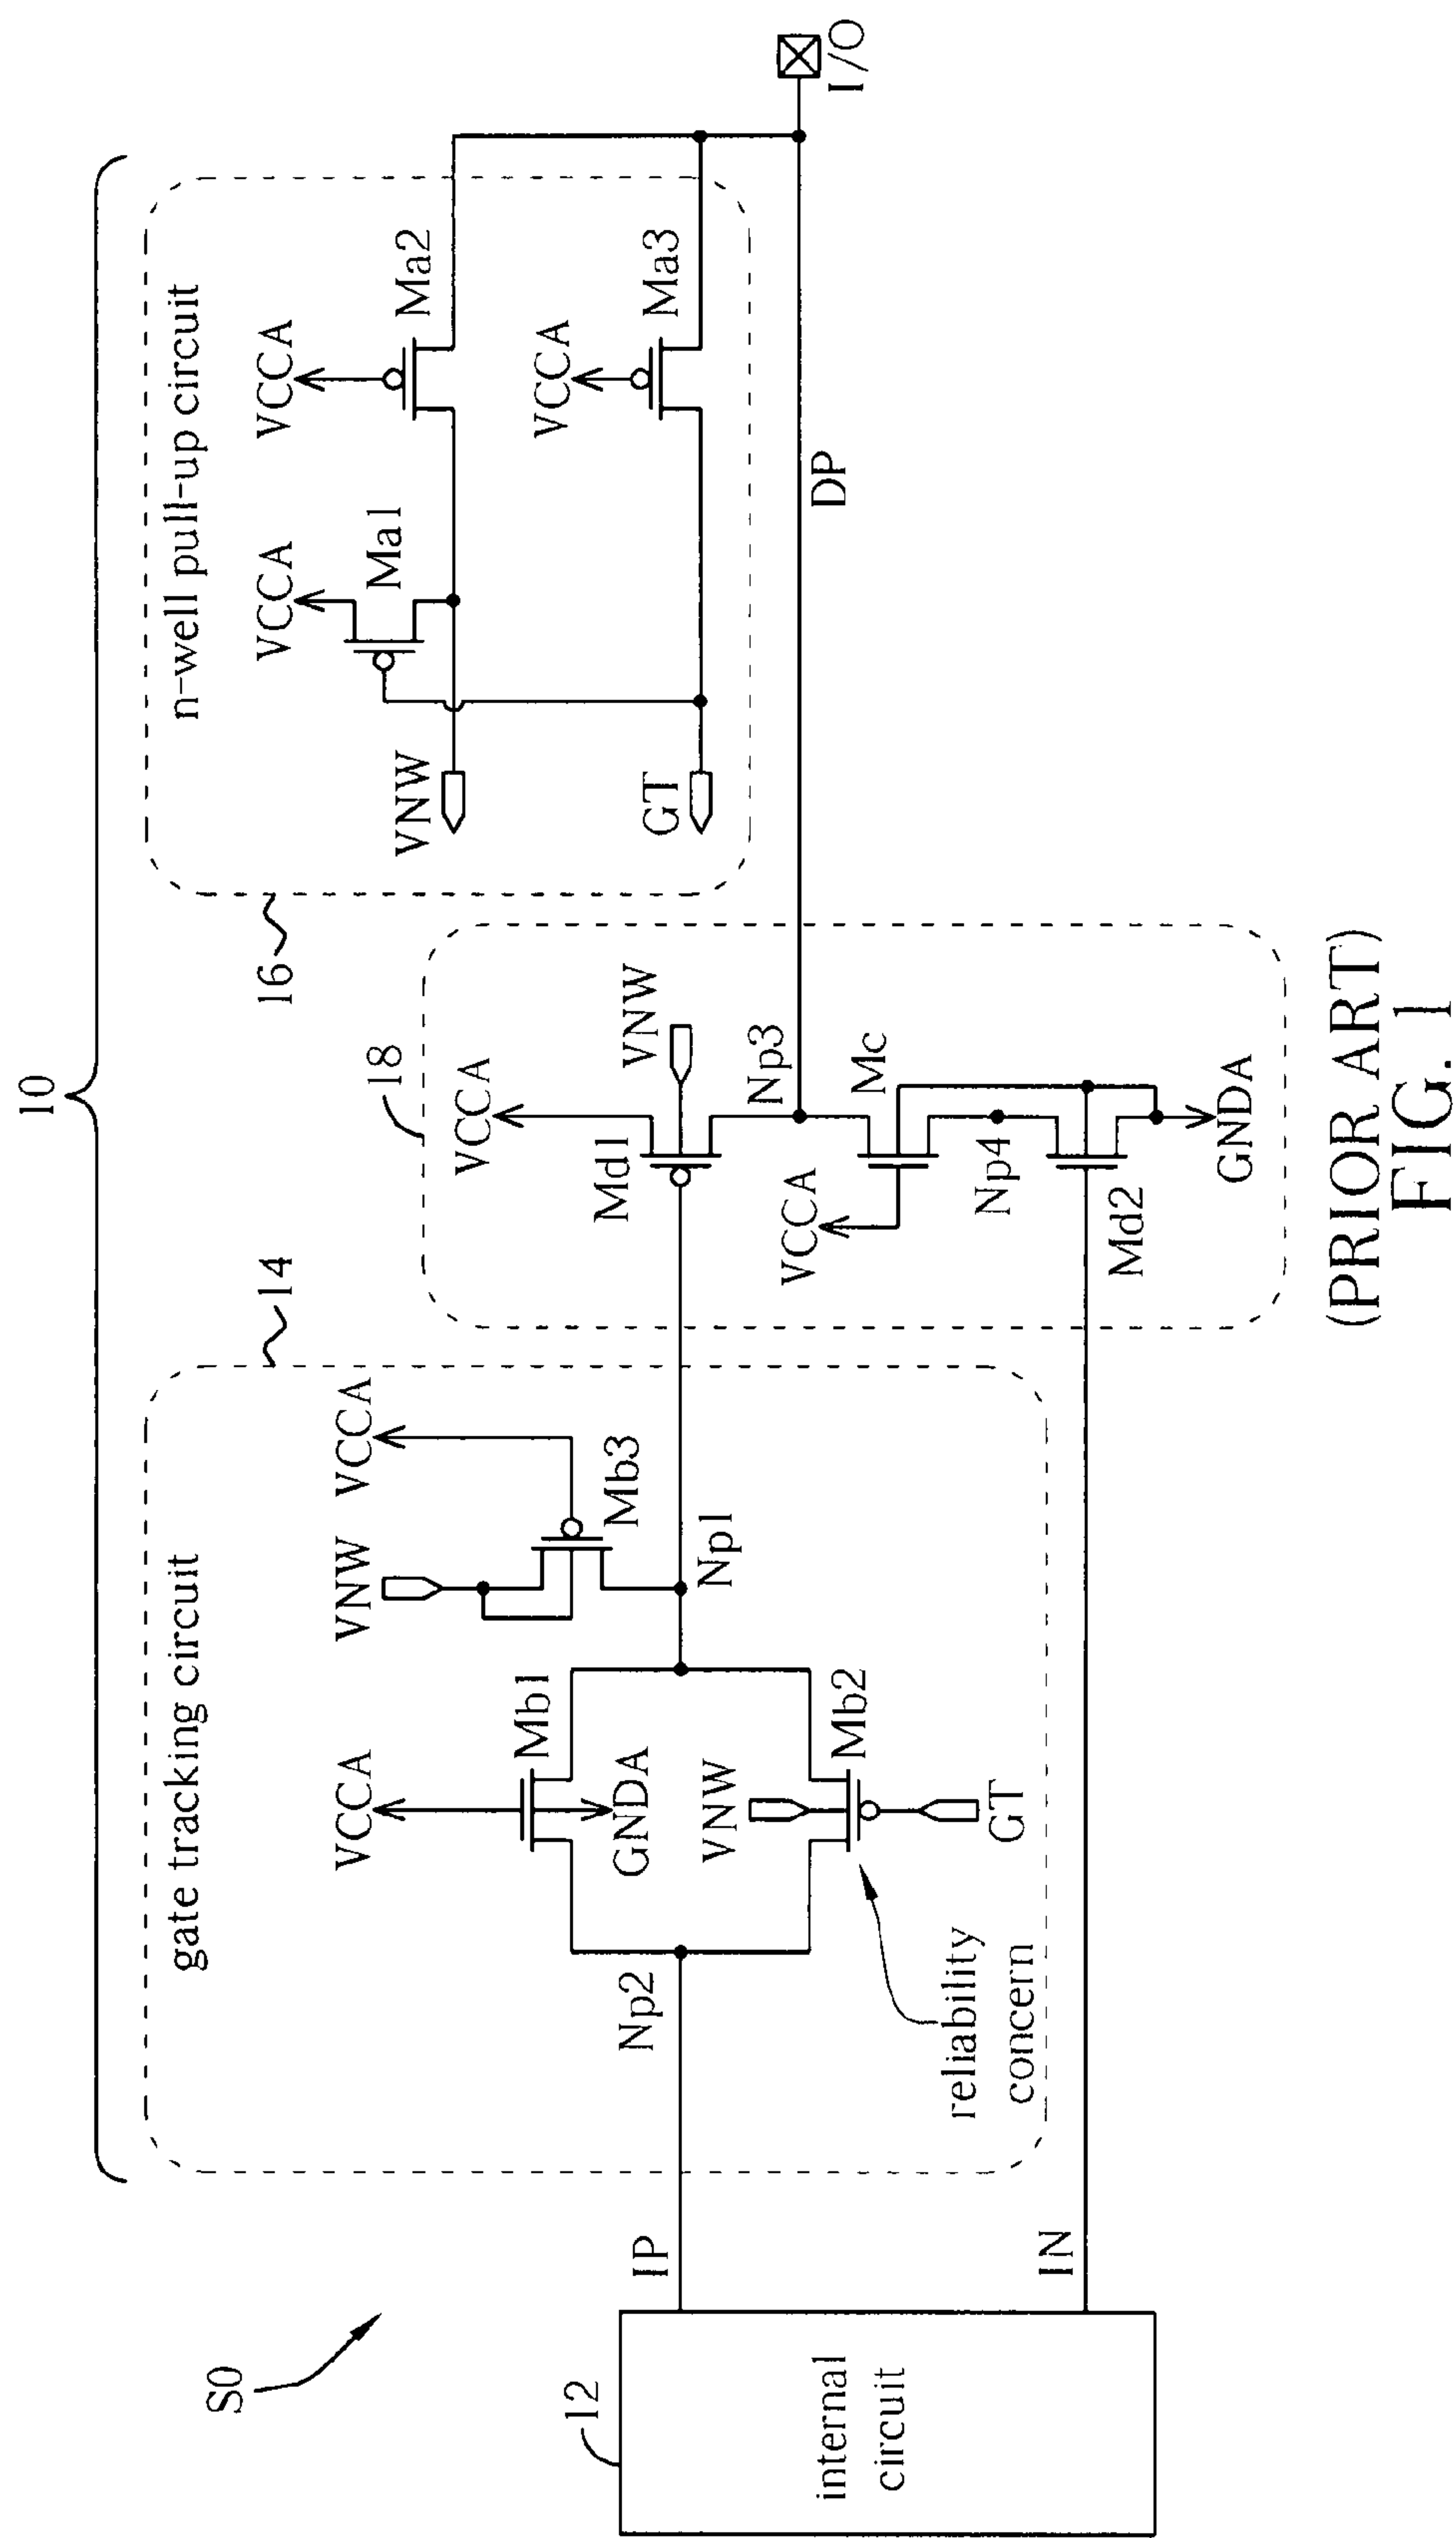 10
S0
gate tracking circuit
14
n-well pull-up circuit
16
VCCA
VCCA
VCCA
Ma1
Ma2
VNW
VCCA
VNW
VCCA
Mb1
Mb3
18
VCCA
VNW
VCCA
Ma3
GT
12
IP
Np2
GNDA
VNW
Mb2
Np1
Md1
Np3
I/O
DP
internal
circuit
VCCA
Mc
reliability
concern
GT
Np4
IN
Md2
GNDA
(PRIOR ART)
FIG. 1